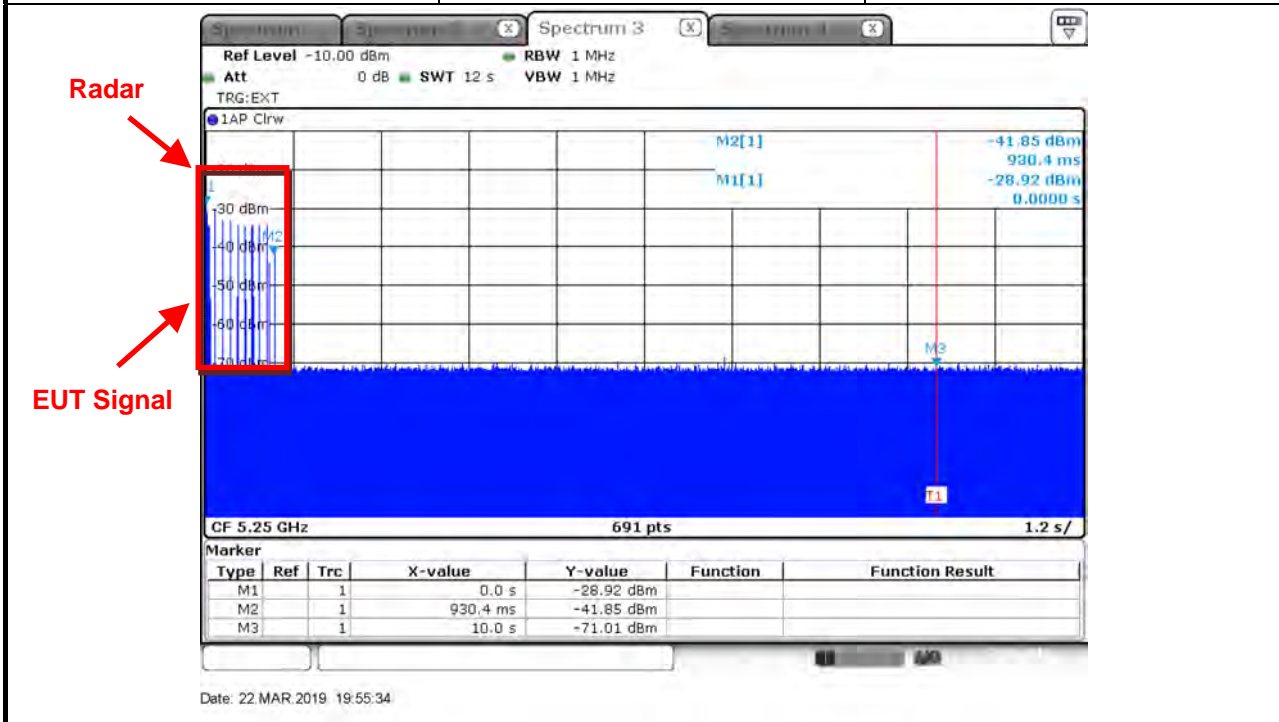 Spectrum 3
Ref Level -10.00 dBm RBW 1 MHz
Att 0 dB SWT 12 s VBW 1 MHz
TRG:EXT
1AP Clrw
Radar
M2[1] -41.85 dBm
930.4 ms
M1[1] -28.92 dBm
0.0000 s
-30 dBm
M2
-40 dBm
-50 dBm
-60 dBm
M3
EUT Signal
T1
CF 5.25 GHz 691 pts 1.2 s/
Marker
Type Ref Trc X-value Y-value Function Function Result
M1 1 0.0 s -28.92 dBm
M2 1 930.4 ms -41.85 dBm
M3 1 10.0 s -71.01 dBm
Date: 22.MAR.2019 19:55:34